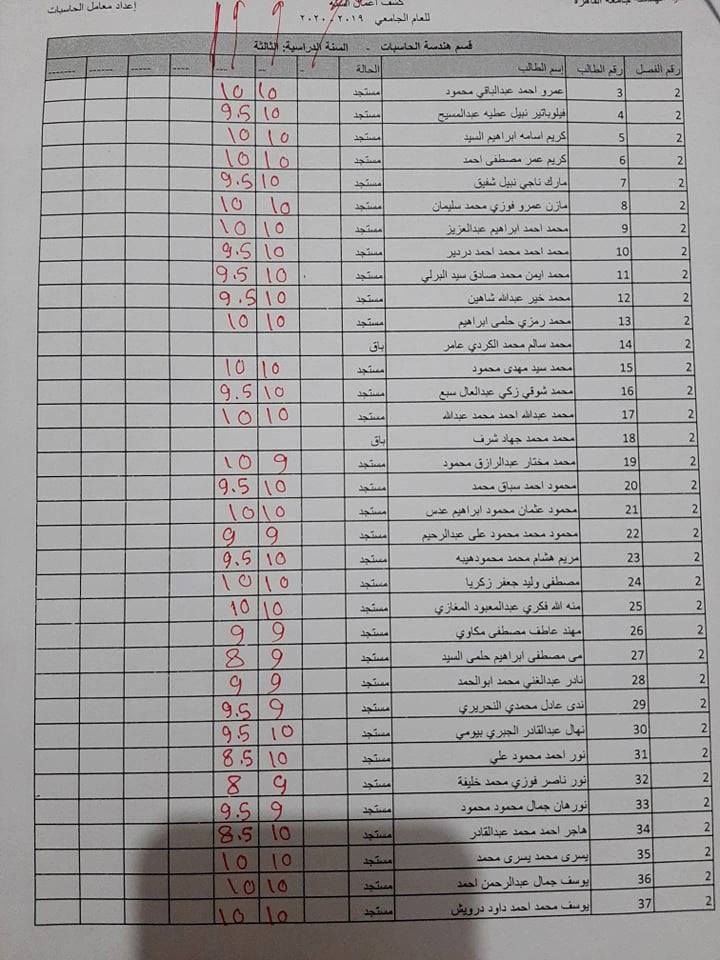 إعداد معامل الحاسبات
كشف أعمال السنة
للعام الجامعي ٢٠١٩ - ٢٠٢٠
قسم هندسة الحاسبات - السنة الدراسية: الثالثة
رقم الفصل رقم الطالب إسم الطالب الحالة
2 3 عمرو احمد عبدالباقي محمود مستجد 10 10
2 4 فيلوباتير نبيل عطيه عبدالمسيح مستجد 10 9.5
2 5 كريم اسامه ابراهيم السيد مستجد 10 10
2 6 كريم عمر مصطفى احمد مستجد 10 10
2 7 مارك ناجي نبيل شفيق مستجد 10 9.5
2 8 مازن عمرو فوزي محمد سليمان مستجد 10 10
2 9 محمد احمد ابراهيم عبدالعزيز مستجد 10 10
2 10 محمد احمد محمد احمد دردير مستجد 10 9.5
2 11 محمد ايمن محمد صادق سيد البرلي مستجد 10 9.5
2 12 محمد خير عبدالله شاهين مستجد 10 9.5
2 13 محمد رمزي حلمى ابراهيم مستجد 10 10
2 14 محمد سالم محمد الكردي عامر باق
2 15 محمد سيد مهدى محمود مستجد 10 10
2 16 محمد شوقي زكي عبدالعال سبع مستجد 10 9.5
2 17 محمد عبدالله احمد محمد عبدالله مستجد 10 10
2 18 محمد محمد جهاد شرف باق
2 19 محمد مختار عبدالرازق محمود مستجد 9 10
2 20 محمود احمد سباق محمد مستجد 10 9.5
2 21 محمود عثمان محمود ابراهيم عدس مستجد 10 10
2 22 محمود محمد محمود على عبدالرحيم مستجد 9 9
2 23 مريم هشام محمد محمودهيبه مستجد 10 9.5
2 24 مصطفى وليد جعفر زكريا مستجد 10 10
2 25 منه الله فكري عبدالمعبود المغازي مستجد 10 10
2 26 مهند عاطف مصطفى مكاوي مستجد 9 9
2 27 مى مصطفى ابراهيم حلمى السيد مستجد 9 8
2 28 نادر عبدالغني محمد ابوالحمد مستجد 9 9
2 29 ندى عادل محمدي النحريري مستجد 9 9.5
2 30 نهال عبدالقادر الجبري بيومي مستجد 10 9.5
2 31 نور احمد محمود علي مستجد 10 8.5
2 32 نور ناصر فوزي محمد خليفة مستجد 9 8
2 33 نورهان جمال محمود محمود مستجد 9 9.5
2 34 هاجر احمد محمد عبدالقادر مستجد 10 8.5
2 35 يسرى محمد يسرى محمد مستجد 10 10
2 36 يوسف جمال عبدالرحمن احمد مستجد 10 10
2 37 يوسف محمد احمد داود درويش مستجد 10 10